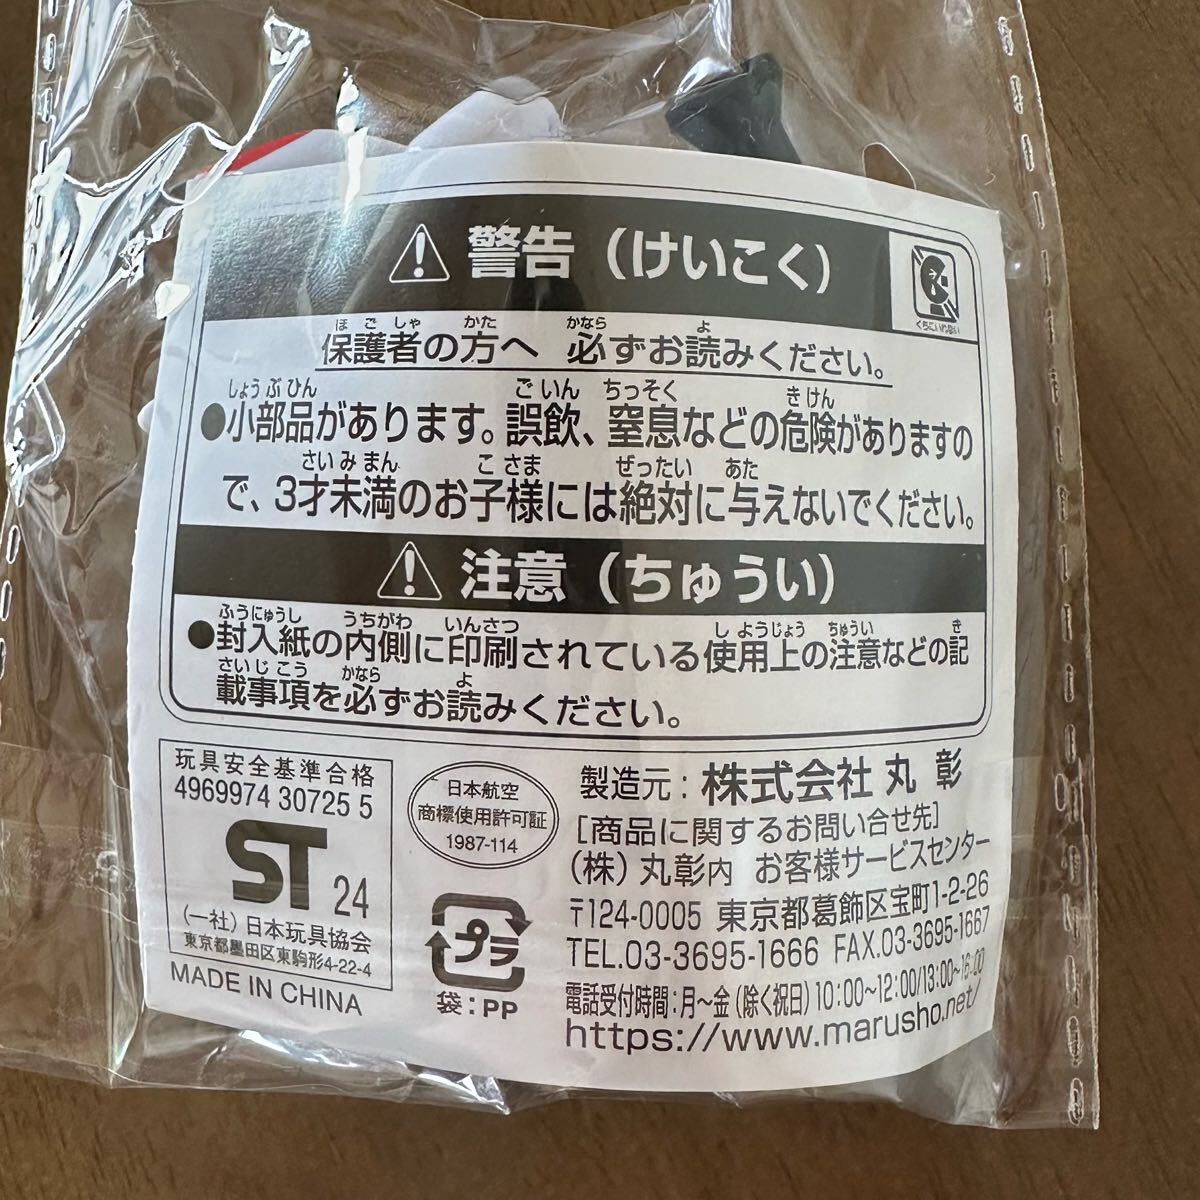 警告（けいこく）
くちにいれない
ほごしゃ かた かなら よ
保護者の方へ 必ずお読みください。
しょうぶひん ごいん ちっそく きけん
●小部品があります。誤飲、窒息などの危険がありますの
さいみまん こさま ぜったい あた
で、3才未満のお子様には絶対に与えないでください。
注意（ちゅうい）
ふうにゅうし うちがわ いんさつ しようじょう ちゅうい き
●封入紙の内側に印刷されている使用上の注意などの記
さいじこう かなら よ
載事項を必ずお読みください。
玩具安全基準合格
4969974 30725 5
ST 24
（一社）日本玩具協会
東京都墨田区東駒形4-22-4
MADE IN CHINA
日本航空
商標使用許可証
1987-114
プラ
袋：PP
製造元：株式会社 丸彰
［商品に関するお問い合せ先］
（株）丸彰内 お客様サービスセンター
〒124-0005 東京都葛飾区宝町1-2-26
TEL.03-3695-1666 FAX.03-3695-1667
電話受付時間：月～金（除く祝日）10:00～12:00/13:00～16:00
https://www.marusho.net/